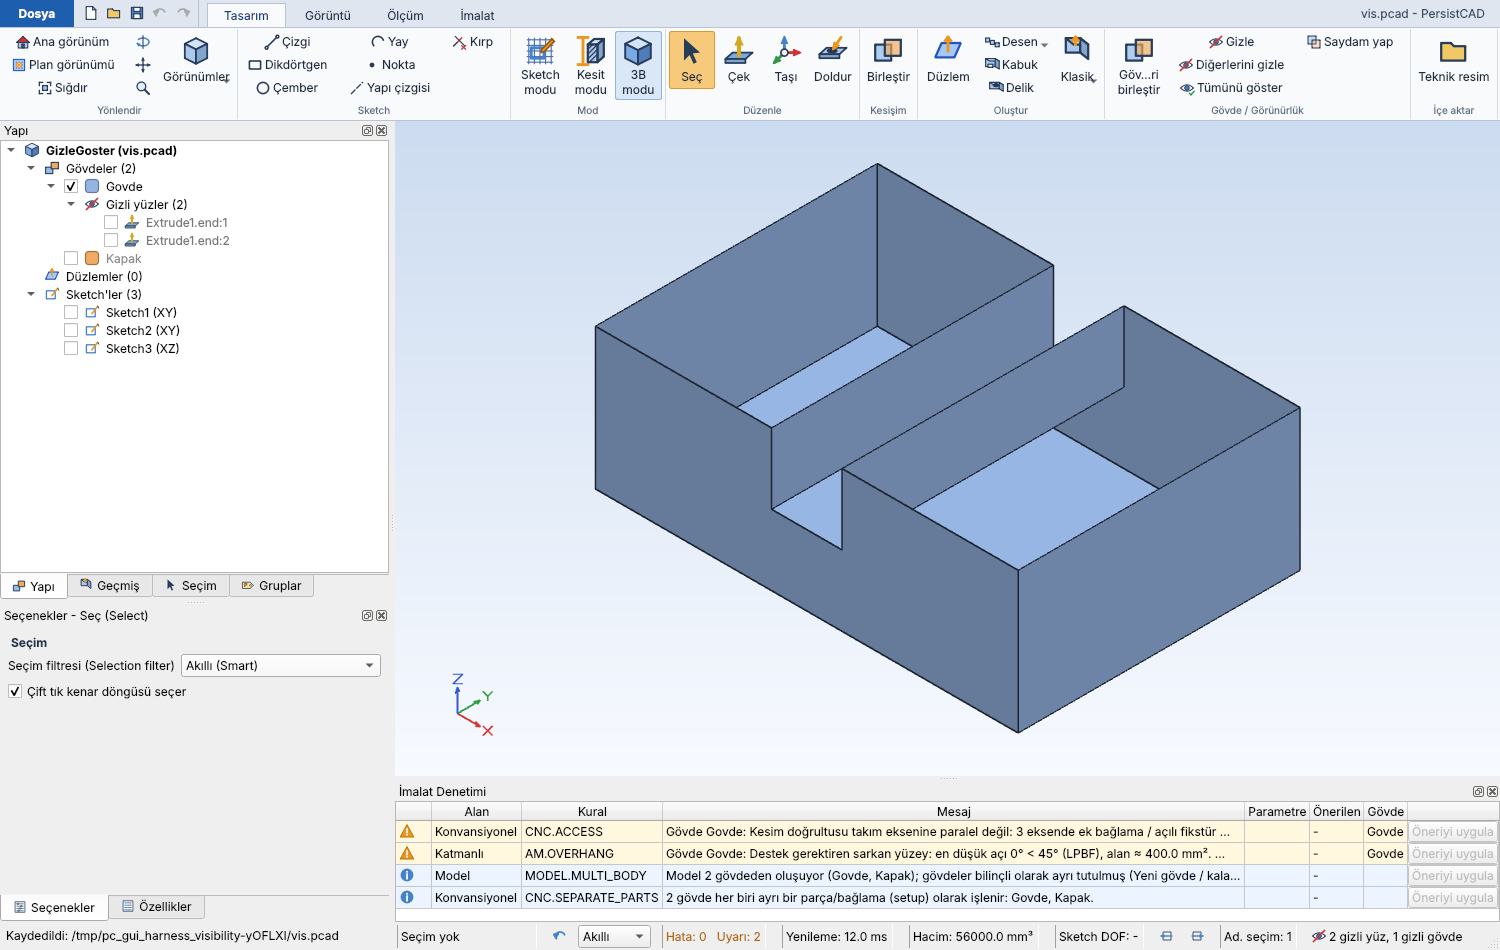 Dosya
Tasarım
Görüntü
Ölçüm
İmalat
vis.pcad - PersistCAD
Ana görünüm
Plan görünümü
Sığdır
Görünümler
Yönlendir
Çizgi
Dikdörtgen
Çember
Yay
Nokta
Yapı çizgisi
Kırp
Sketch
Sketch modu
Kesit modu
3B modu
Mod
Seç
Çek
Taşı
Doldur
Düzenle
Birleştir
Kesişim
Düzlem
Desen
Kabuk
Delik
Klasik
Oluştur
Göv...ri birleştir
Gizle
Diğerlerini gizle
Tümünü göster
Saydam yap
Gövde / Görünürlük
Teknik resim
İçe aktar
Yapı
GizleGoster (vis.pcad)
Gövdeler (2)
Govde
Gizli yüzler (2)
Extrude1.end:1
Extrude1.end:2
Kapak
Düzlemler (0)
Sketch'ler (3)
Sketch1 (XY)
Sketch2 (XY)
Sketch3 (XZ)
Yapı
Geçmiş
Seçim
Gruplar
Seçenekler - Seç (Select)
Seçim
Seçim filtresi (Selection filter)
Akıllı (Smart)
Çift tık kenar döngüsü seçer
Seçenekler
Özellikler
Z
Y
X
İmalat Denetimi
Alan Kural Mesaj Parametre Önerilen Gövde
Konvansiyonel CNC.ACCESS Gövde Govde: Kesim doğrultusu takım eksenine paralel değil: 3 eksende ek bağlama / açılı fikstür ... - Govde Öneriyi uygula
Katmanlı AM.OVERHANG Gövde Govde: Destek gerektiren sarkan yüzey: en düşük açı 0° < 45° (LPBF), alan ≈ 400.0 mm². ... - Govde Öneriyi uygula
Model MODEL.MULTI_BODY Model 2 gövdeden oluşuyor (Govde, Kapak); gövdeler bilinçli olarak ayrı tutulmuş (Yeni gövde / kala... - Öneriyi uygula
Konvansiyonel CNC.SEPARATE_PARTS 2 gövde her biri ayrı bir parça/bağlama (setup) olarak işlenir: Govde, Kapak. - Öneriyi uygula
Kaydedildi: /tmp/pc_gui_harness_visibility-yOFLXI/vis.pcad
Seçim yok
Akıllı
Hata: 0
Uyarı: 2
Yenileme: 12.0 ms
Hacim: 56000.0 mm³
Sketch DOF: -
Ad. seçim: 1
2 gizli yüz, 1 gizli gövde